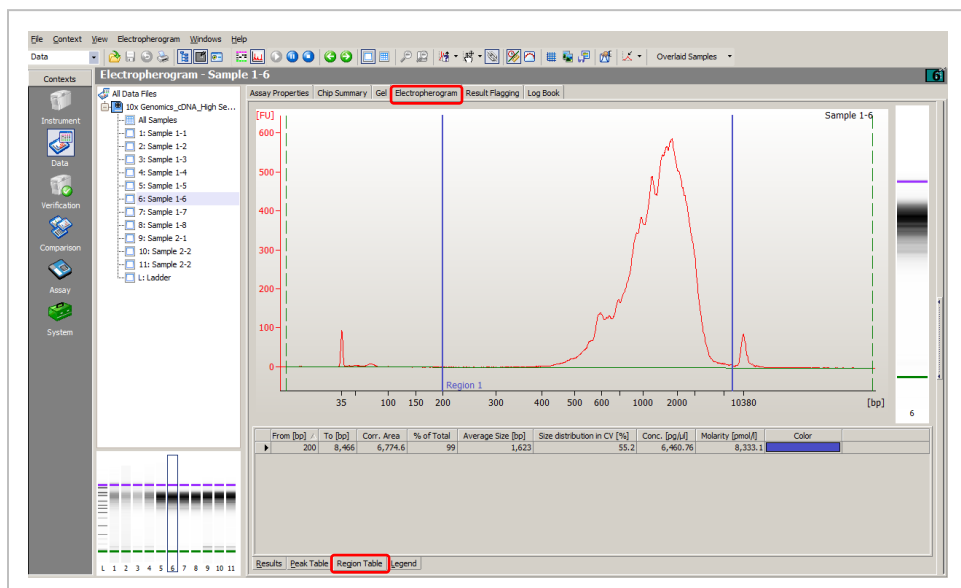 File Context View Electropherogram Windows Help
Data Overlaid Samples
Contexts
Electropherogram - Sample 1-6 6
Instrument
Data
Verification
Comparison
Assay
System
All Data Files
10x Genomics_cDNA_High Se...
All Samples
1: Sample 1-1
2: Sample 1-2
3: Sample 1-3
4: Sample 1-4
5: Sample 1-5
6: Sample 1-6
7: Sample 1-7
8: Sample 1-8
9: Sample 2-1
10: Sample 2-2
11: Sample 2-2
L: Ladder
L 1 2 3 4 5 6 7 8 9 10 11
Assay Properties Chip Summary Gel Electropherogram Result Flagging Log Book
[FU] Sample 1-6
600
500
400
300
200
100
0
Region 1
35 100 150 200 300 400 500 600 1000 2000 10380 [bp]
6
From [bp] To [bp] Corr. Area % of Total Average Size [bp] Size distribution in CV [%] Conc. [pg/µl] Molarity [pmol/l] Color
200 8,466 6,774.6 99 1,623 55.2 6,460.76 8,333.1
Results Peak Table Region Table Legend